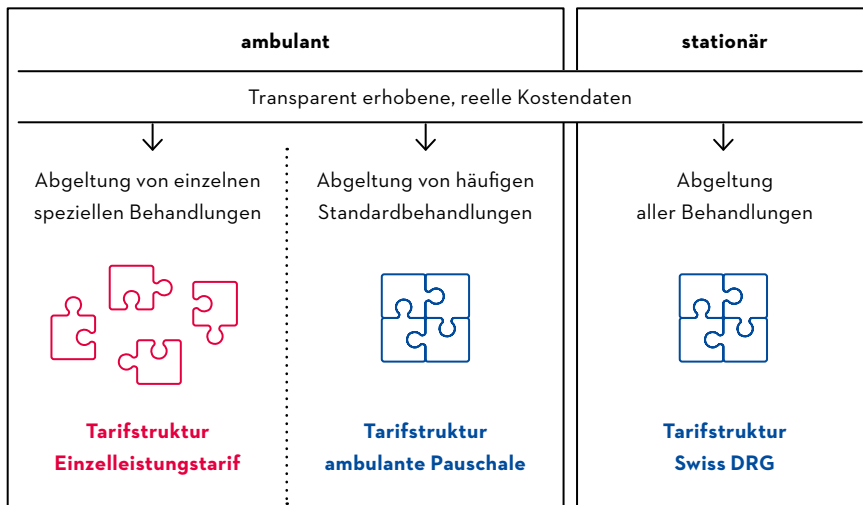 ambulant
stationär
Transparent erhobene, reelle Kostendaten
Abgeltung von einzelnen
speziellen Behandlungen
Abgeltung von häufigen
Standardbehandlungen
Abgeltung
aller Behandlungen
Tarifstruktur
Einzelleistungstarif
Tarifstruktur
ambulante Pauschale
Tarifstruktur
Swiss DRG